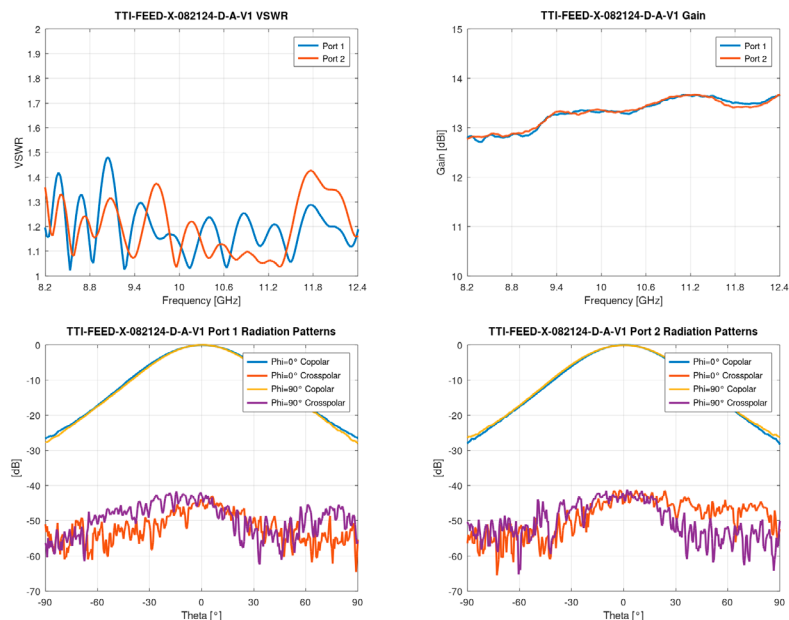 TTI-FEED-X-082124-D-A-V1 VSWR
2
1.9
1.8
1.7
1.6
1.5
1.4
1.3
1.2
1.1
1
VSWR
Port 1
Port 2
8.2 8.8 9.4 10 10.6 11.2 11.8 12.4
Frequency [GHz]
TTI-FEED-X-082124-D-A-V1 Gain
15
14
13
12
11
10
Gain [dBi]
Port 1
Port 2
8.2 8.8 9.4 10 10.6 11.2 11.8 12.4
Frequency [GHz]
TTI-FEED-X-082124-D-A-V1 Port 1 Radiation Patterns
0
-10
-20
-30
-40
-50
-60
-70
[dB]
Phi=0° Copolar
Phi=0° Crosspolar
Phi=90° Copolar
Phi=90° Crosspolar
-90 -60 -30 0 30 60 90
Theta [°]
TTI-FEED-X-082124-D-A-V1 Port 2 Radiation Patterns
0
-10
-20
-30
-40
-50
-60
-70
[dB]
Phi=0° Copolar
Phi=0° Crosspolar
Phi=90° Copolar
Phi=90° Crosspolar
-90 -60 -30 0 30 60 90
Theta [°]